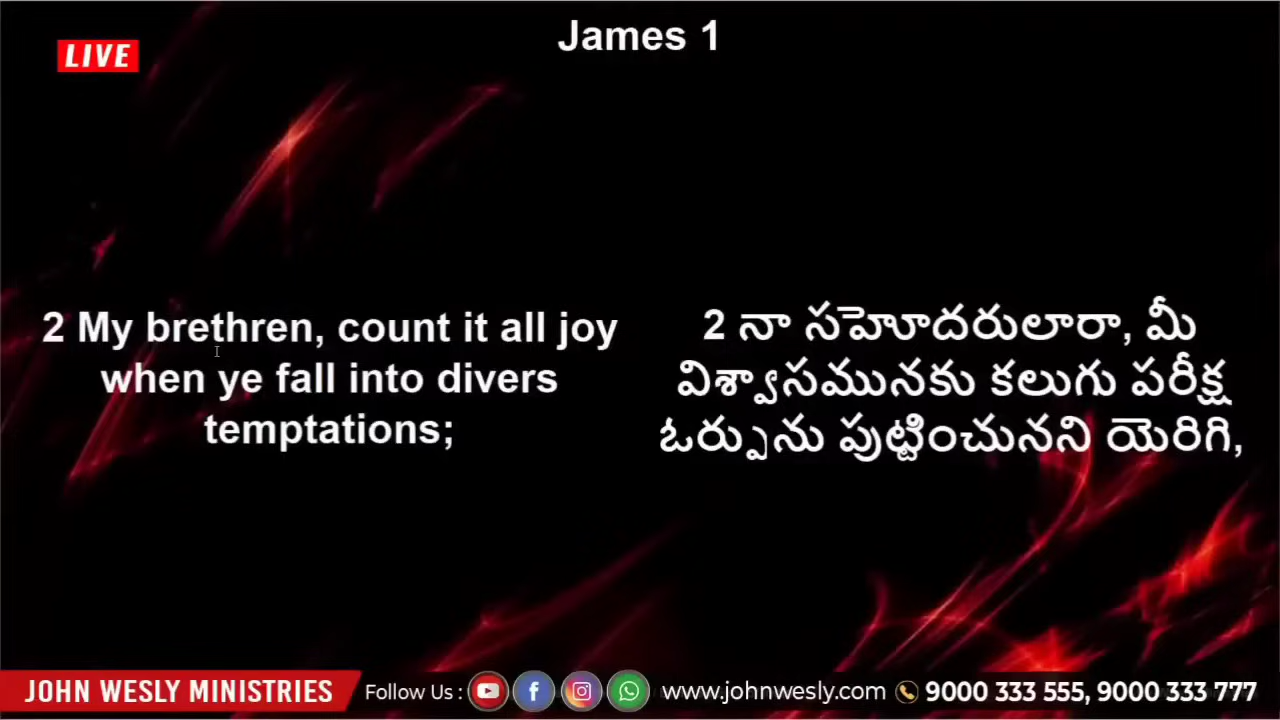 James 1
LIVE
2 My brethren, count it all joy
when ye fall into divers
temptations;
2 నా సహోదరులారా, మీ
విశ్వాసమునకు కలుగు పరీక్ష
ఓర్పును పుట్టించునని యెరిగి,
JOHN WESLY MINISTRIES
Follow Us :
www.johnwesly.com
9000 333 555, 9000 333 777